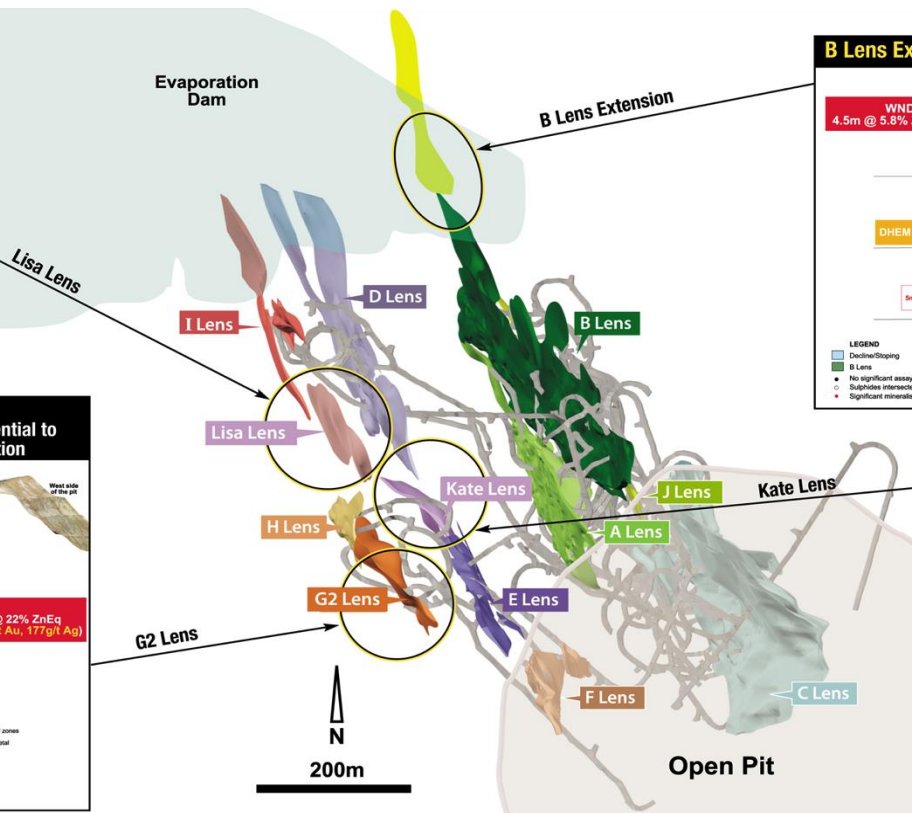 Evaporation
Dam
B Lens Extension
B Lens Ex
WND
4.5m @ 5.8%
DHEM
LEGEND
Decline/Stoping
B Lens
No significant assay
Sulphides intersecte
Significant mineralis
Lisa Lens
D Lens
I Lens
B Lens
Lisa Lens
Kate Lens
J Lens
Kate Lens
H Lens
A Lens
G2 Lens
E Lens
G2 Lens
F Lens
C Lens
N
200m
Open Pit
ential to
tion
West side
of the pit
22% ZnEq
t Au, 177g/t Ag)
zones
etal